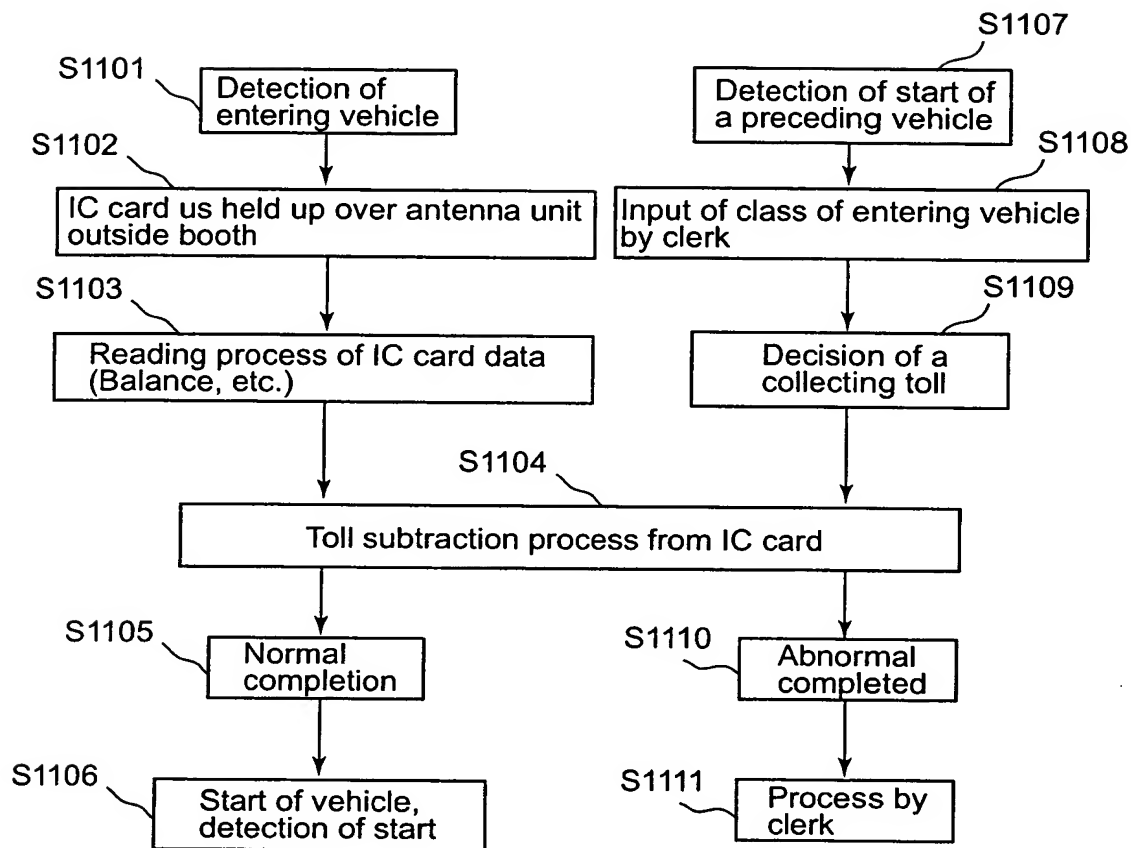 S1101
Detection of
entering vehicle
S1102
IC card us held up over antenna unit
outside booth
S1103
Reading process of IC card data
(Balance, etc.)
S1107
Detection of start of
a preceding vehicle
S1108
Input of class of entering vehicle
by clerk
S1109
Decision of a
collecting toll
S1104
Toll subtraction process from IC card
S1105
Normal
completion
S1106
Start of vehicle,
detection of start
S1110
Abnormal
completed
S1111
Process by
clerk